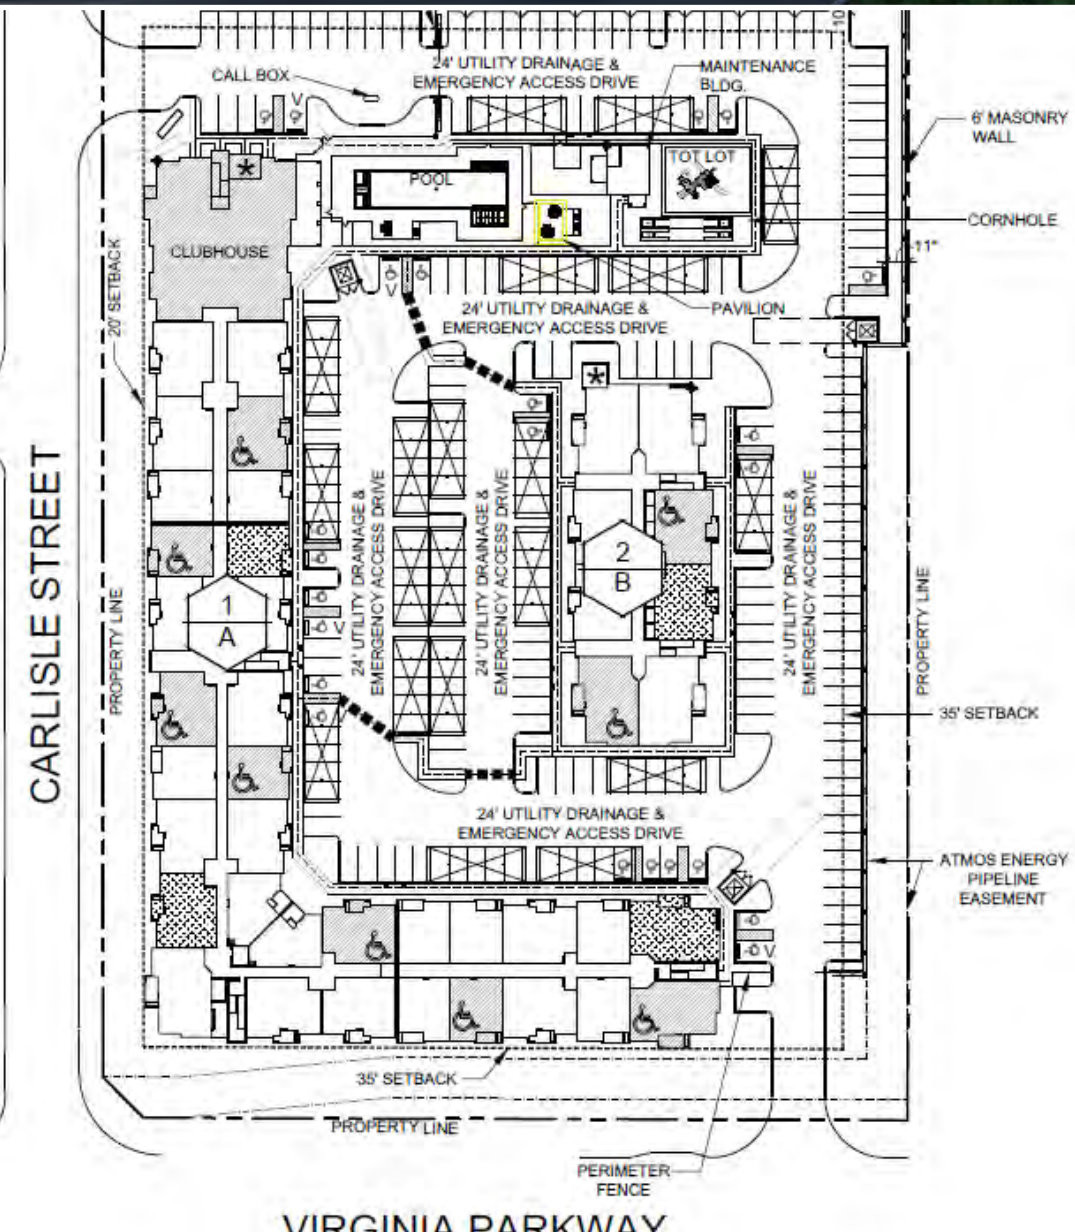 10
24' UTILITY DRAINAGE &
EMERGENCY ACCESS DRIVE
CALL BOX
V
MAINTENANCE
BLDG.
6' MASONRY
WALL
TOT LOT
POOL
*
CORNHOLE
CLUBHOUSE
11"
20' SETBACK
V
24' UTILITY DRAINAGE &
EMERGENCY ACCESS DRIVE
PAVILION
*
CARLISLE STREET
PROPERTY LINE
24' UTILITY DRAINAGE &
EMERGENCY ACCESS DRIVE
24' UTILITY DRAINAGE &
EMERGENCY ACCESS DRIVE
24' UTILITY DRAINAGE &
EMERGENCY ACCESS DRIVE
PROPERTY LINE
1
A
2
B
V
35' SETBACK
24' UTILITY DRAINAGE &
EMERGENCY ACCESS DRIVE
ATMOS ENERGY
PIPELINE
EASEMENT
V
35' SETBACK
PROPERTY LINE
PERIMETER
FENCE
VIRGINIA PARKWAY